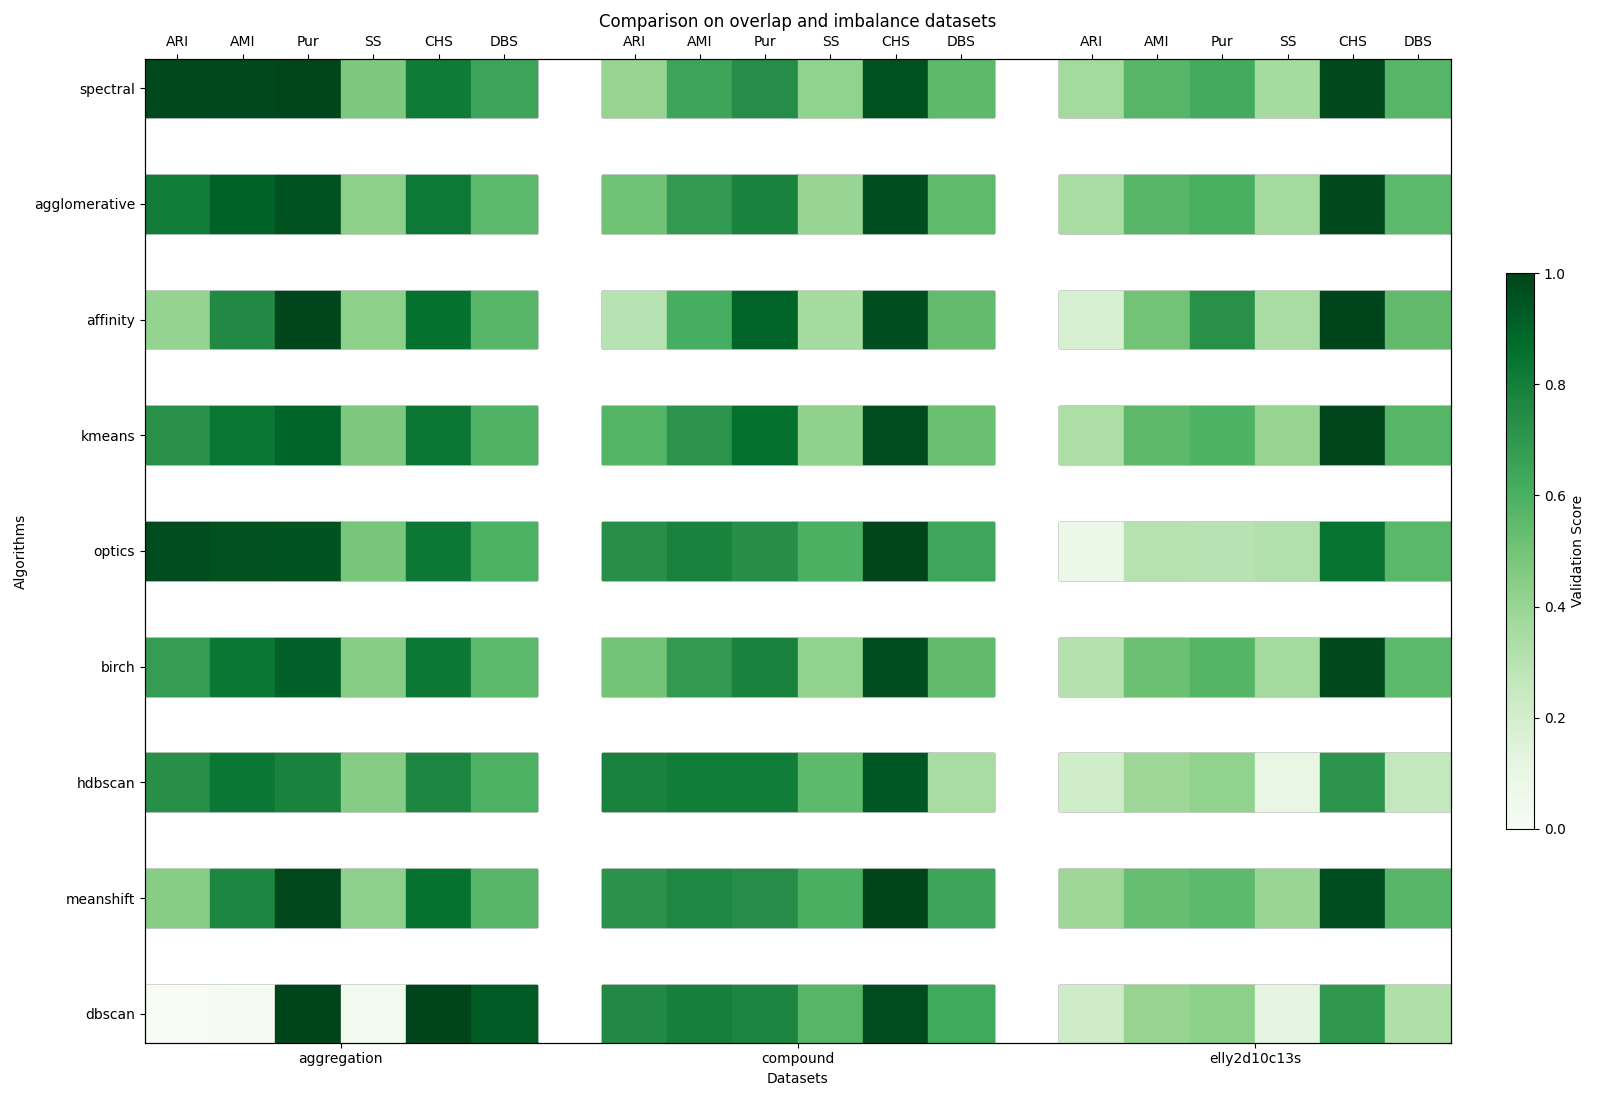 Comparison on overlap and imbalance datasets
ARI AMI Pur SS CHS DBS ARI AMI Pur SS CHS DBS ARI AMI Pur SS CHS DBS
spectral
agglomerative
affinity
kmeans
optics
birch
hdbscan
meanshift
dbscan
Algorithms
aggregation compound elly2d10c13s
Datasets
1.0
0.8
0.6
0.4
0.2
0.0
Validation Score